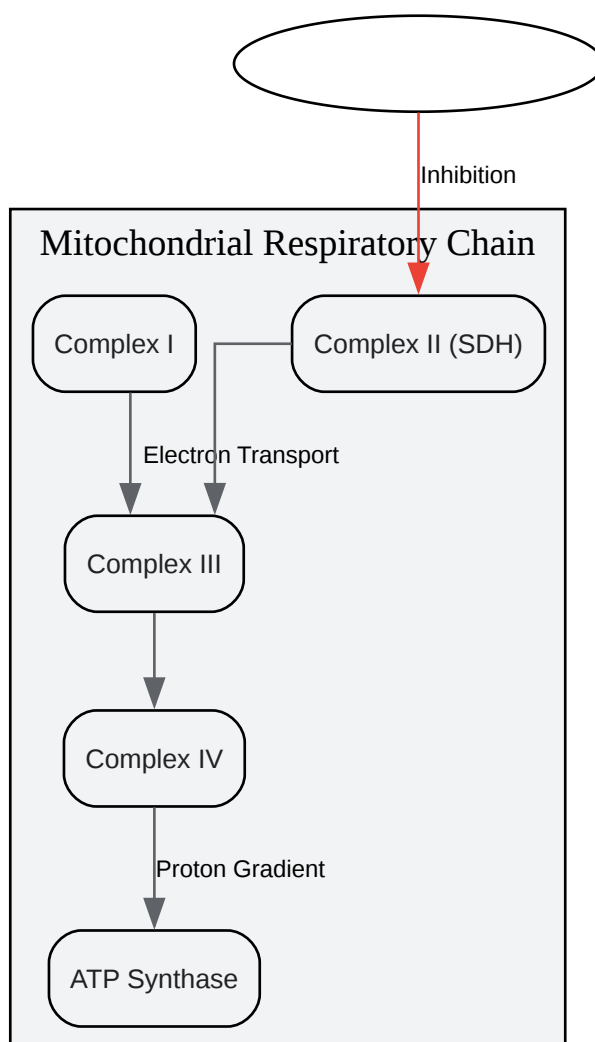 Inhibition
Mitochondrial Respiratory Chain
Complex I
Complex II (SDH)
Electron Transport
Complex III
Complex IV
Proton Gradient
ATP Synthase